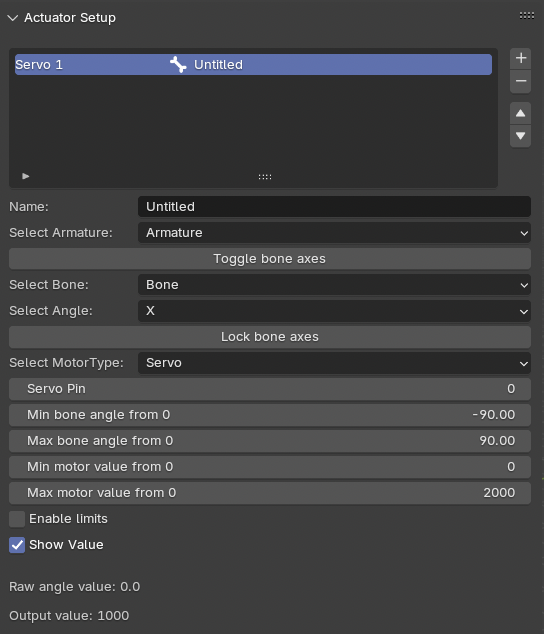 Actuator Setup
Servo 1 Untitled
Name: Untitled
Select Armature: Armature
Toggle bone axes
Select Bone: Bone
Select Angle: X
Lock bone axes
Select MotorType: Servo
Servo Pin 0
Min bone angle from 0 -90.00
Max bone angle from 0 90.00
Min motor value from 0 0
Max motor value from 0 2000
Enable limits
Show Value
Raw angle value: 0.0
Output value: 1000